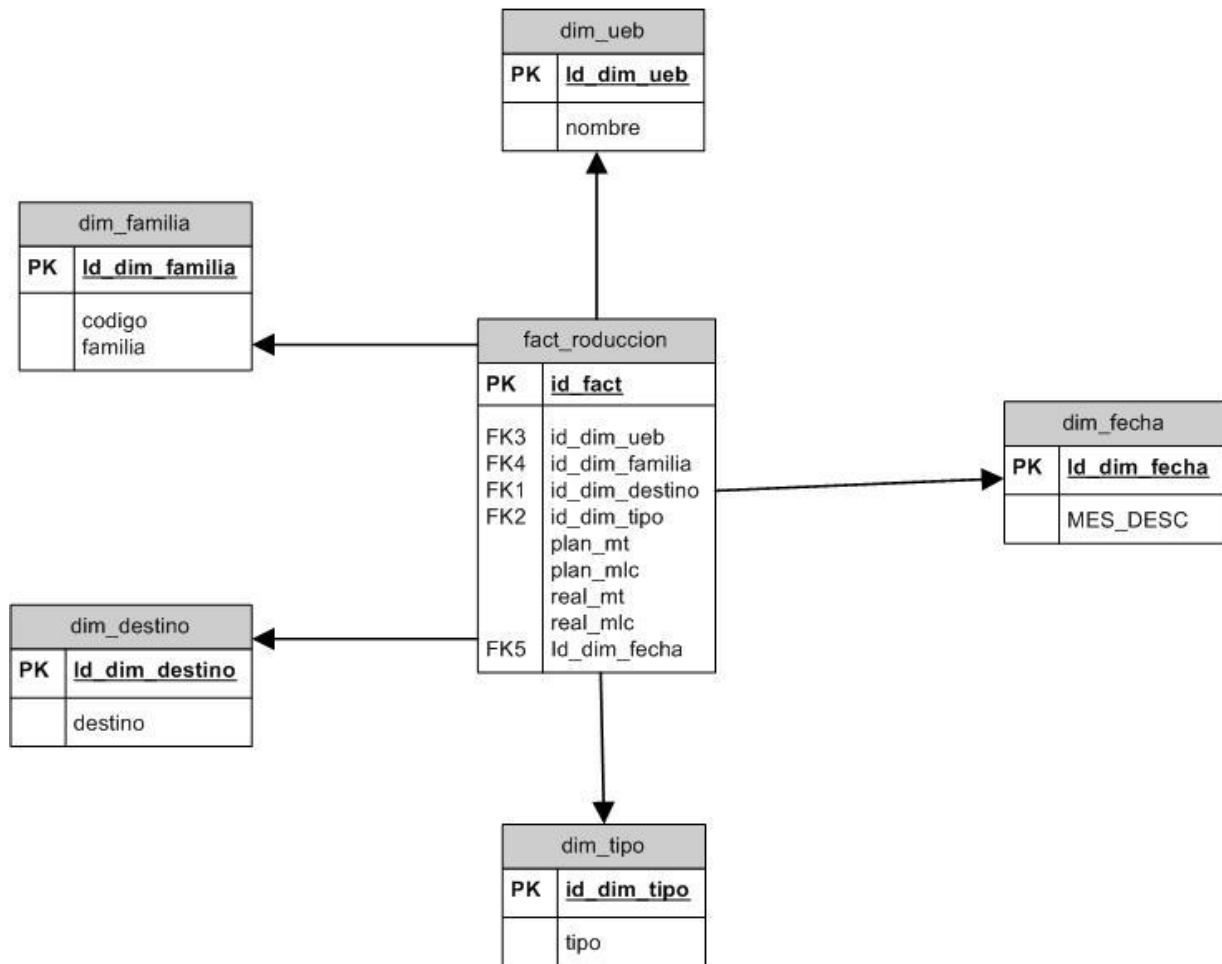 dim_ueb
PK Id_dim_ueb
nombre
dim_familia
PK Id_dim_familia
codigo
familia
fact_roduccion
PK id_fact
FK3 id_dim_ueb
FK4 id_dim_familia
FK1 id_dim_destino
FK2 id_dim_tipo
plan_mt
plan_mlc
real_mt
real_mlc
FK5 Id_dim_fecha
dim_fecha
PK Id_dim_fecha
MES_DESC
dim_destino
PK Id_dim_destino
destino
dim_tipo
PK id_dim_tipo
tipo